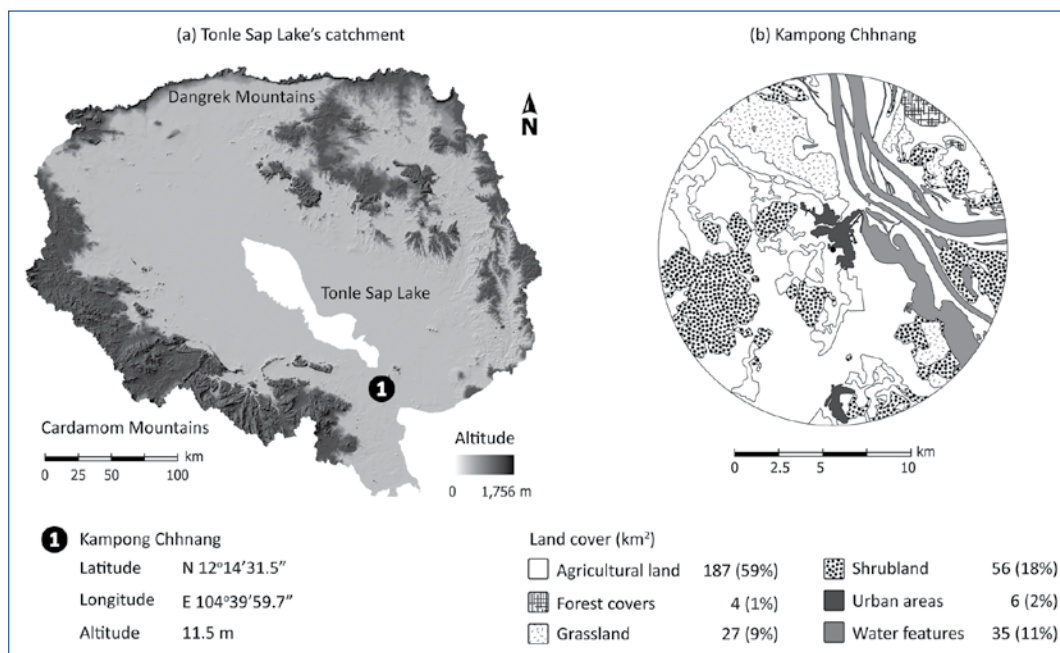 (a) Tonle Sap Lake's catchment
Dangrek Mountains
N
Tonle Sap Lake
1
Cardamom Mountains
km
0 25 50 100
Altitude
0 1,756 m
(b) Kampong Chhnang
km
0 2.5 5 10
1 Kampong Chhnang
Latitude N 12°14′31.5″
Longitude E 104°39′59.7″
Altitude 11.5 m
Land cover (km²)
Agricultural land 187 (59%)
Forest covers 4 (1%)
Grassland 27 (9%)
Shrubland 56 (18%)
Urban areas 6 (2%)
Water features 35 (11%)